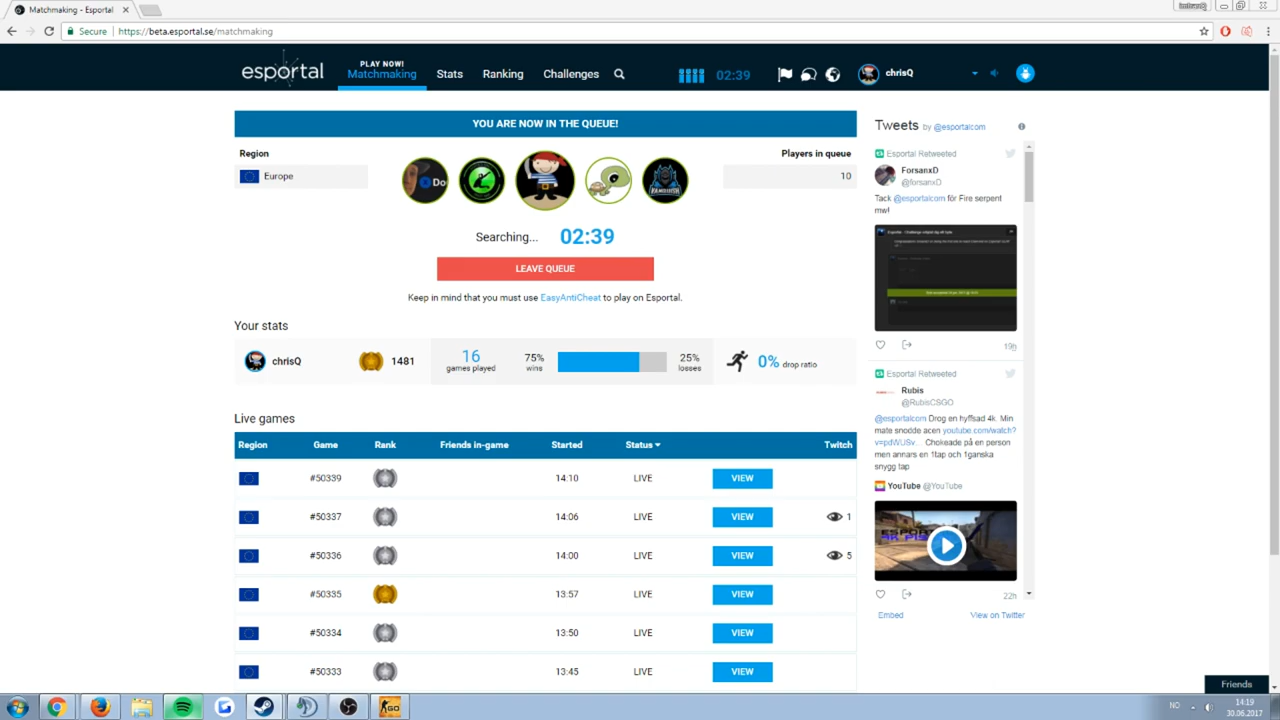 Matchmaking - Esportal
Secure https://beta.esportal.se/matchmaking
esportal
PLAY NOW!
Matchmaking
Stats
Ranking
Challenges
02:39
chrisQ
YOU ARE NOW IN THE QUEUE!
Region
Players in queue
Europe
10
Do
Searching... 02:39
LEAVE QUEUE
Keep in mind that you must use EasyAntiCheat to play on Esportal.
Your stats
chrisQ
1481
16
games played
75%
wins
25%
losses
0% drop ratio
Live games
Region Game Rank Friends in-game Started Status Twitch
#50339 14:10 LIVE VIEW
#50337 14:06 LIVE VIEW 1
#50336 14:00 LIVE VIEW 5
#50335 13:57 LIVE VIEW
#50334 13:50 LIVE VIEW
#50333 13:45 LIVE VIEW
Tweets by @esportalcom
Esportal Retweeted
ForsanxD
@forsanxD
Tack @esportalcom för Fire serpent
mw!
19h
Esportal Retweeted
Rubis
@RubisCSGO
@esportalcom Drog en hyffsad 4k. Min
mate snodde acen youtube.com/watch?
v=pdWUSv... Chokeade på en person
men annars en 1tap och 1ganska
snygg tap
YouTube @YouTube
22h
Embed
View on Twitter
Friends
GO
NO
14:19
30.06.2017